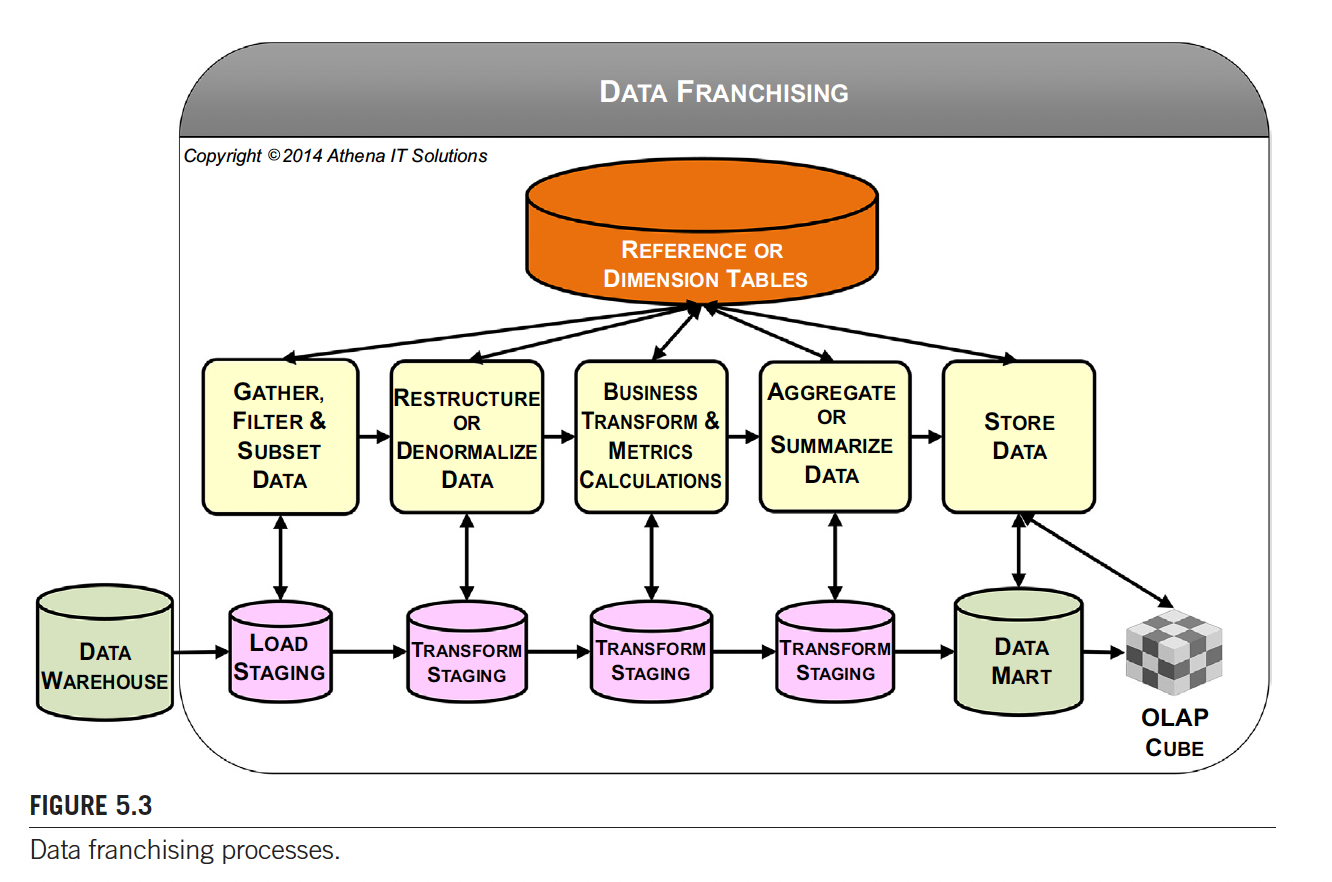 DATA FRANCHISING
Copyright ©2014 Athena IT Solutions
REFERENCE OR
DIMENSION TABLES
GATHER,
FILTER &
SUBSET
DATA
RESTRUCTURE
OR
DENORMALIZE
DATA
BUSINESS
TRANSFORM &
METRICS
CALCULATIONS
AGGREGATE
OR
SUMMARIZE
DATA
STORE
DATA
DATA
WAREHOUSE
LOAD
STAGING
TRANSFORM
STAGING
TRANSFORM
STAGING
TRANSFORM
STAGING
DATA
MART
OLAP
CUBE
FIGURE 5.3
Data franchising processes.